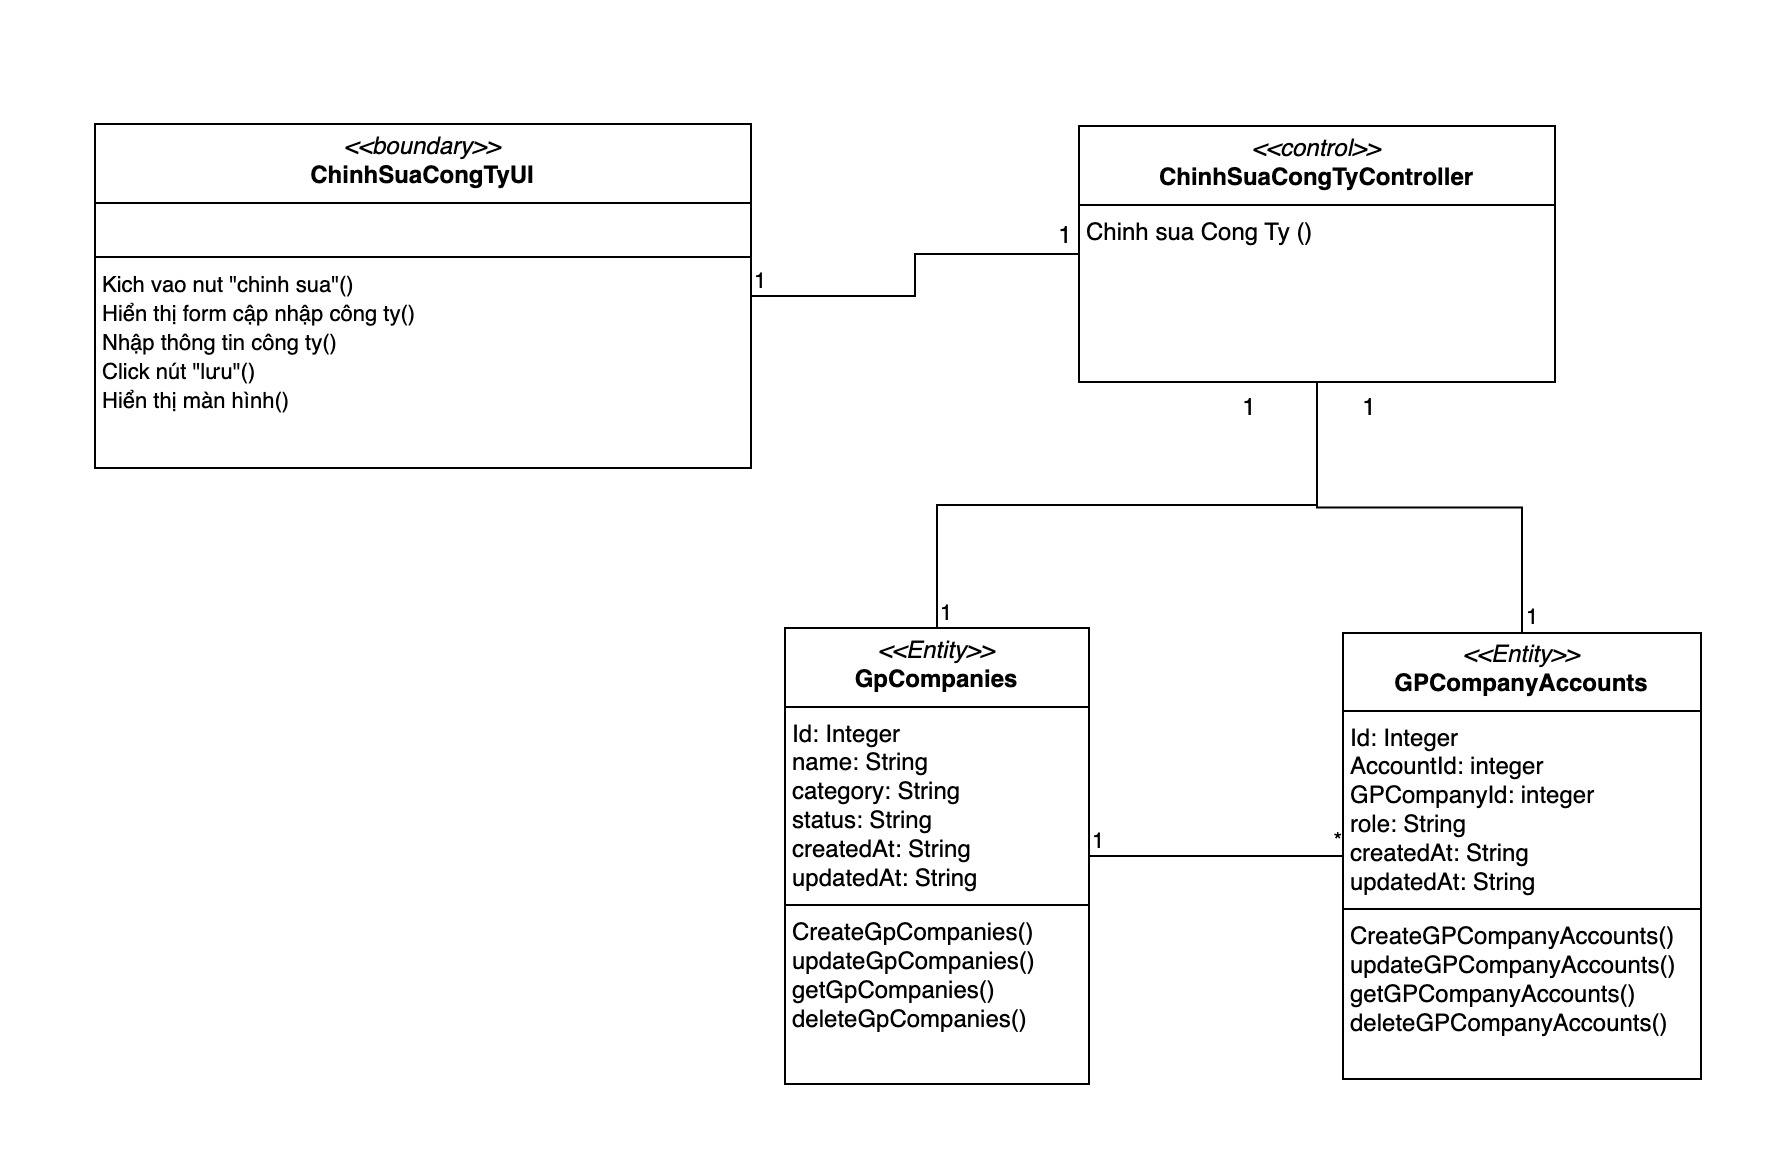 <<boundary>>
ChinhSuaCongTyUI
Kich vao nut "chinh sua"()
Hiển thị form cập nhập công ty()
Nhập thông tin công ty()
Click nút "lưu"()
Hiển thị màn hình()
1
1
<<control>>
ChinhSuaCongTyController
Chinh sua Cong Ty ()
1
1
1
1
<<Entity>>
GpCompanies
Id: Integer
name: String
category: String
status: String
createdAt: String
updatedAt: String
CreateGpCompanies()
updateGpCompanies()
getGpCompanies()
deleteGpCompanies()
1
*
<<Entity>>
GPCompanyAccounts
Id: Integer
AccountId: integer
GPCompanyId: integer
role: String
createdAt: String
updatedAt: String
CreateGPCompanyAccounts()
updateGPCompanyAccounts()
getGPCompanyAccounts()
deleteGPCompanyAccounts()